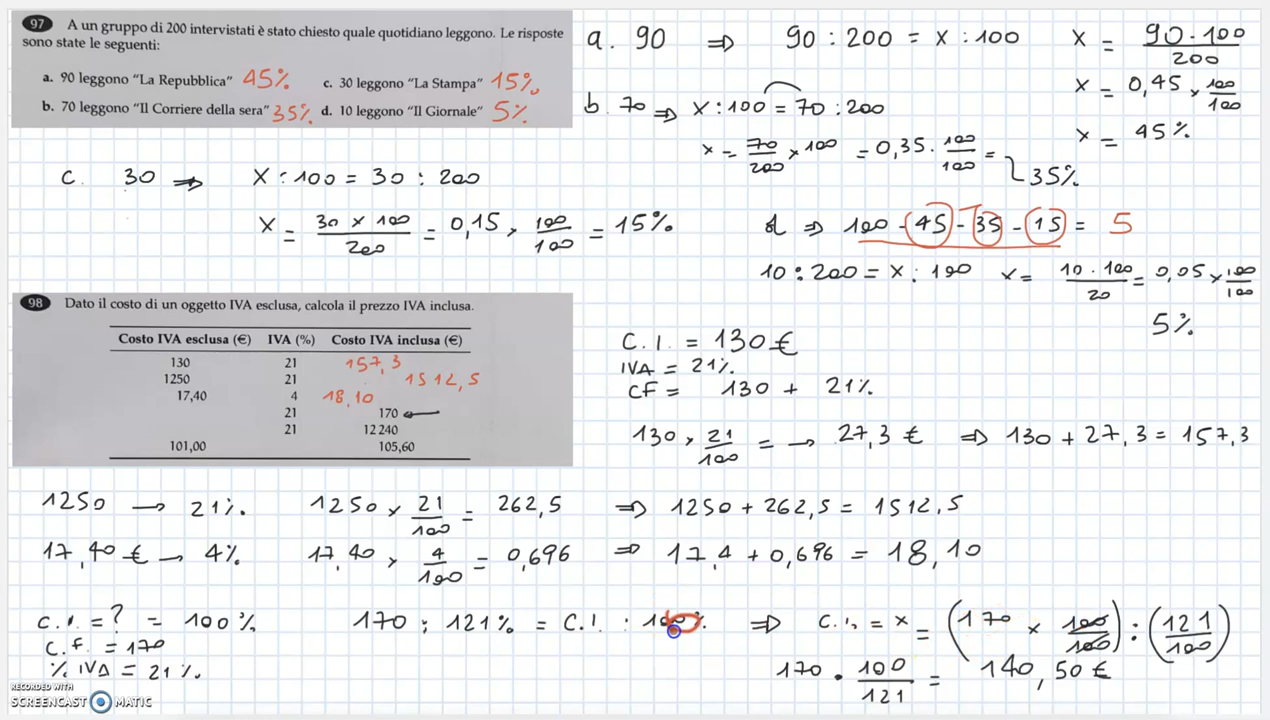 97 A un gruppo di 200 intervistati è stato chiesto quale quotidiano leggono. Le risposte
sono state le seguenti:
a. 90 leggono "La Repubblica" 45% c. 30 leggono "La Stampa" 15%
b. 70 leggono "Il Corriere della sera" 35% d. 10 leggono "Il Giornale" 5%
a. 90 ⇒ 90 : 200 = x : 100
x = 90 · 100 / 200
x = 0,45 × 100/100
x = 45%
b. 70 ⇒ x : 100 = 70 : 200
x = 70/200 × 100 = 0,35 · 100/100 =
35%
c. 30 ⇒ x : 100 = 30 : 200
x = 30 × 100 / 200 = 0,15 × 100/100 = 15%
d ⇒ 100 - 45 - 35 - 15 = 5
10 : 200 = x : 100 x = 10 · 100 / 20 = 0,05 × 100/100
5%
98 Dato il costo di un oggetto IVA esclusa, calcola il prezzo IVA inclusa.
Costo IVA esclusa (€) IVA (%) Costo IVA inclusa (€)
130 21 157,3
1250 21 1512,5
17,40 4 18,10
21 170
21 12 240
101,00 105,60
C.I. = 130 €
IVA = 21%
CF = 130 + 21%
130 × 21/100 = → 27,3 € ⇒ 130 + 27,3 = 157,3
1250 → 21% 1250 × 21/100 = 262,5 ⇒ 1250 + 262,5 = 1512,5
17,40 € → 4% 17,40 × 4/100 = 0,696 ⇒ 17,4 + 0,696 = 18,10
C.I. = ? = 100%
C.F. = 170
% IVA = 21%
170 : 121% = C.I. : 100% ⇒ C.I. = x = (170 × 100/100) : (121/100)
170 · 100/121 = 140,50 €
RECORDED WITH
SCREENCAST MATIC